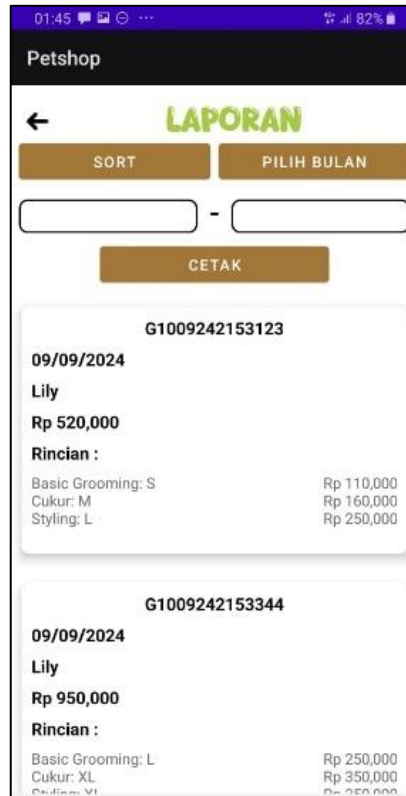 01:45 82%
Petshop
LAPORAN
SORT PILIH BULAN
-
CETAK
G1009242153123
09/09/2024
Lily
Rp 520,000
Rincian :
Basic Grooming: S Rp 110,000
Cukur: M Rp 160,000
Styling: L Rp 250,000
G1009242153344
09/09/2024
Lily
Rp 950,000
Rincian :
Basic Grooming: L Rp 250,000
Cukur: XL Rp 350,000